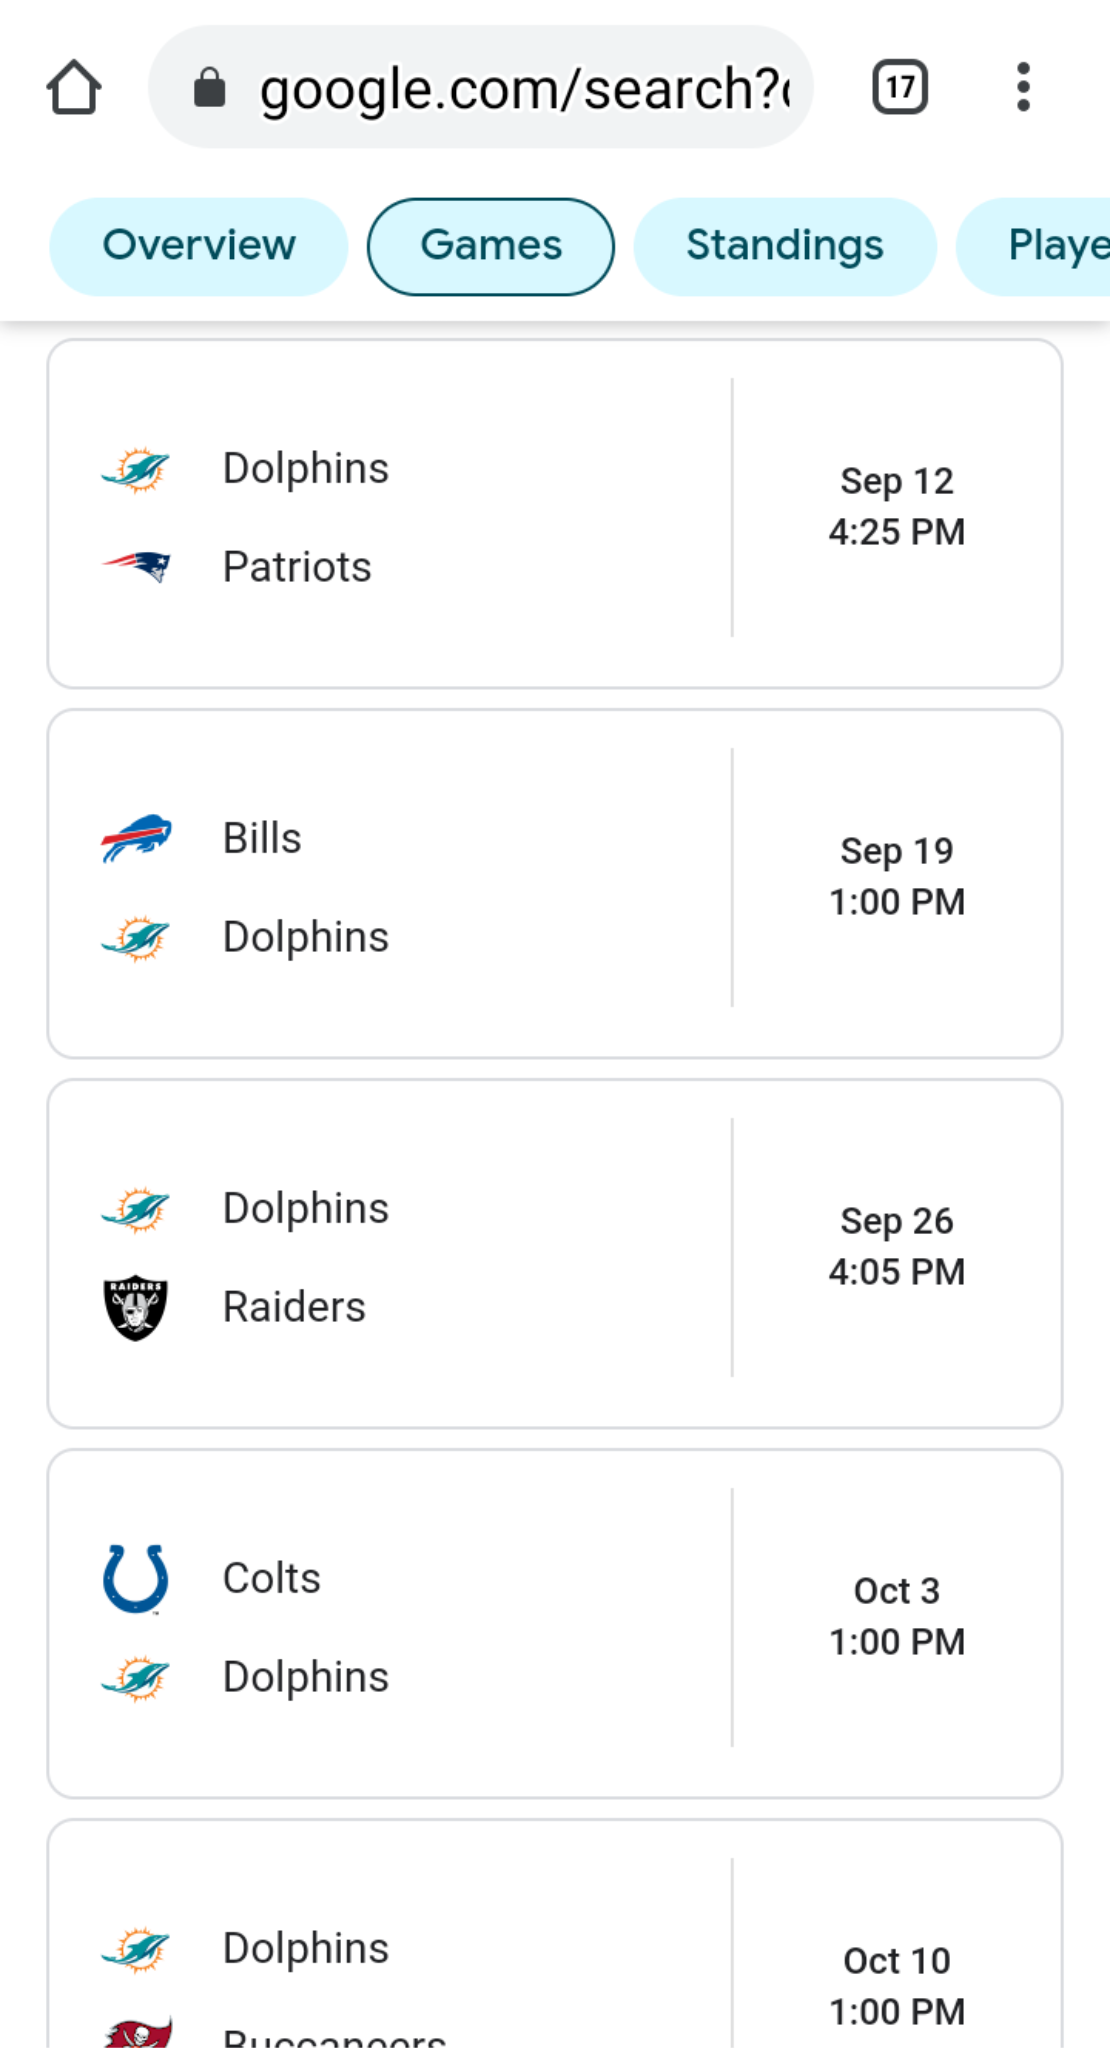 google.com/search?
17
Overview Games Standings Playe
Dolphins
Patriots
Sep 12
4:25 PM
Bills
Dolphins
Sep 19
1:00 PM
Dolphins
RAIDERS
Raiders
Sep 26
4:05 PM
Colts
Dolphins
Oct 3
1:00 PM
Dolphins
Buccaneers
Oct 10
1:00 PM